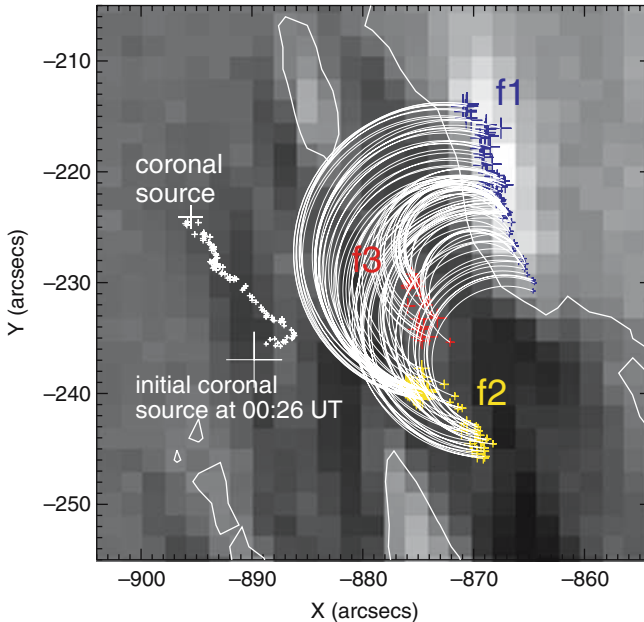 −210
−220
−230
−240
−250
Y (arcsecs)
f1
coronal
source
f3
initial coronal
source at 00:26 UT
f2
−900
−890
−880
−870
−860
X (arcsecs)